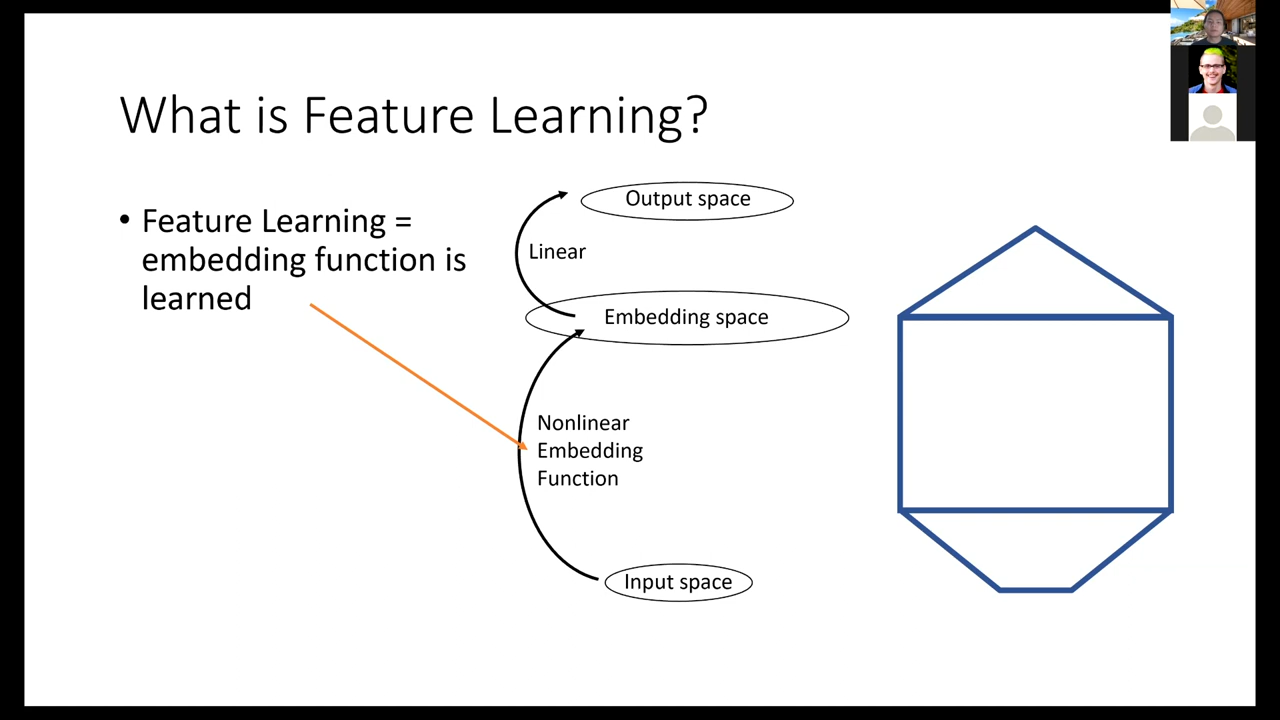 What is Feature Learning?
• Feature Learning =
embedding function is
learned
Output space
Linear
Embedding space
Nonlinear
Embedding
Function
Input space